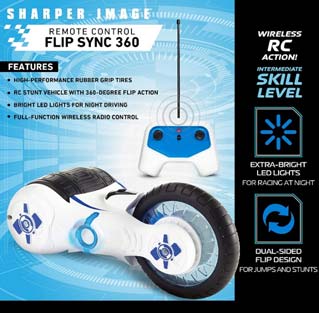 SHARPER IMAGE
REMOTE CONTROL
FLIP SYNC 360
FEATURES
• HIGH-PERFORMANCE RUBBER GRIP TIRES
• RC STUNT VEHICLE WITH 360-DEGREE FLIP ACTION
• BRIGHT LED LIGHTS FOR NIGHT DRIVING
• FULL-FUNCTION WIRELESS RADIO CONTROL
WIRELESS
RC
ACTION!
INTERMEDIATE
SKILL
LEVEL
EXTRA-BRIGHT
LED LIGHTS
FOR RACING AT NIGHT
DUAL-SIDED
FLIP DESIGN
FOR JUMPS AND STUNTS